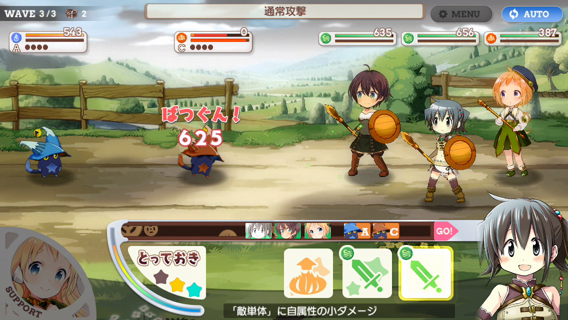 WAVE 3/3 2
通常攻撃
MENU
AUTO
543
A
0
C
635
656
387
ばつぐん!
625
A
C
GO!
とっておき
SUPPORT
「敵単体」に自属性の小ダメージ